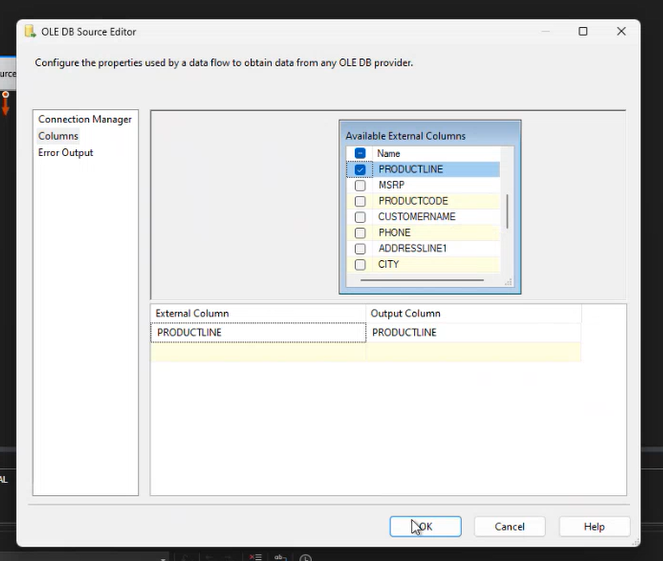 OLE DB Source Editor
Configure the properties used by a data flow to obtain data from any OLE DB provider.
Connection Manager
Columns
Error Output
Available External Columns
Name
PRODUCTLINE
MSRP
PRODUCTCODE
CUSTOMERNAME
PHONE
ADDRESSLINE1
CITY
External Column Output Column
PRODUCTLINE PRODUCTLINE
OK Cancel Help